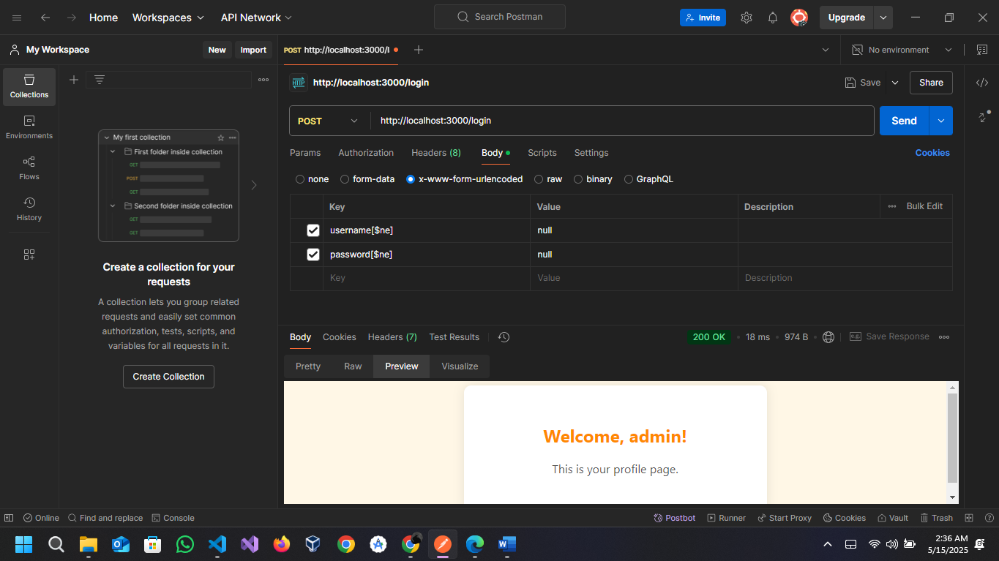 Home Workspaces API Network Search Postman Invite Upgrade
My Workspace New Import POST http://localhost:3000/l No environment
Collections
Environments
Flows
History
My first collection
First folder inside collection
GET
POST
GET
Second folder inside collection
GET
GET
Create a collection for your
requests
A collection lets you group related
requests and easily set common
authorization, tests, scripts, and
variables for all requests in it.
Create Collection
HTTP http://localhost:3000/login Save Share
POST http://localhost:3000/login Send
Params Authorization Headers (8) Body Scripts Settings Cookies
none form-data x-www-form-urlencoded raw binary GraphQL
Key Value Description Bulk Edit
username[$ne] null
password[$ne] null
Key Value Description
Body Cookies Headers (7) Test Results 200 OK 18 ms 974 B e.g. Save Response
Pretty Raw Preview Visualize
Welcome, admin!
This is your profile page.
Online Find and replace Console Postbot Runner Start Proxy Cookies Vault Trash
2:36 AM
5/15/2025